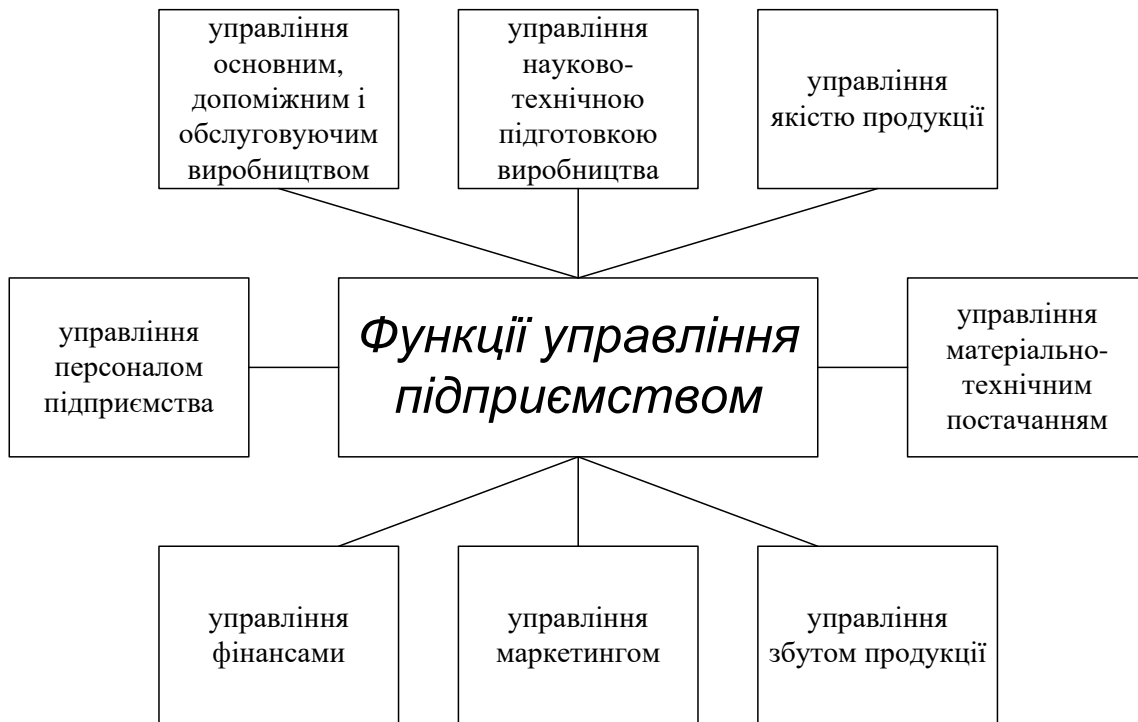 управління
основним,
допоміжним і
обслуговуючим
виробництвом
управління
науково-
технічною
підготовкою
виробництва
управління
якістю продукції
управління
персоналом
підприємства
Функції управління
підприємством
управління
матеріально-
технічним
постачанням
управління
фінансами
управління
маркетингом
управління
збутом продукції